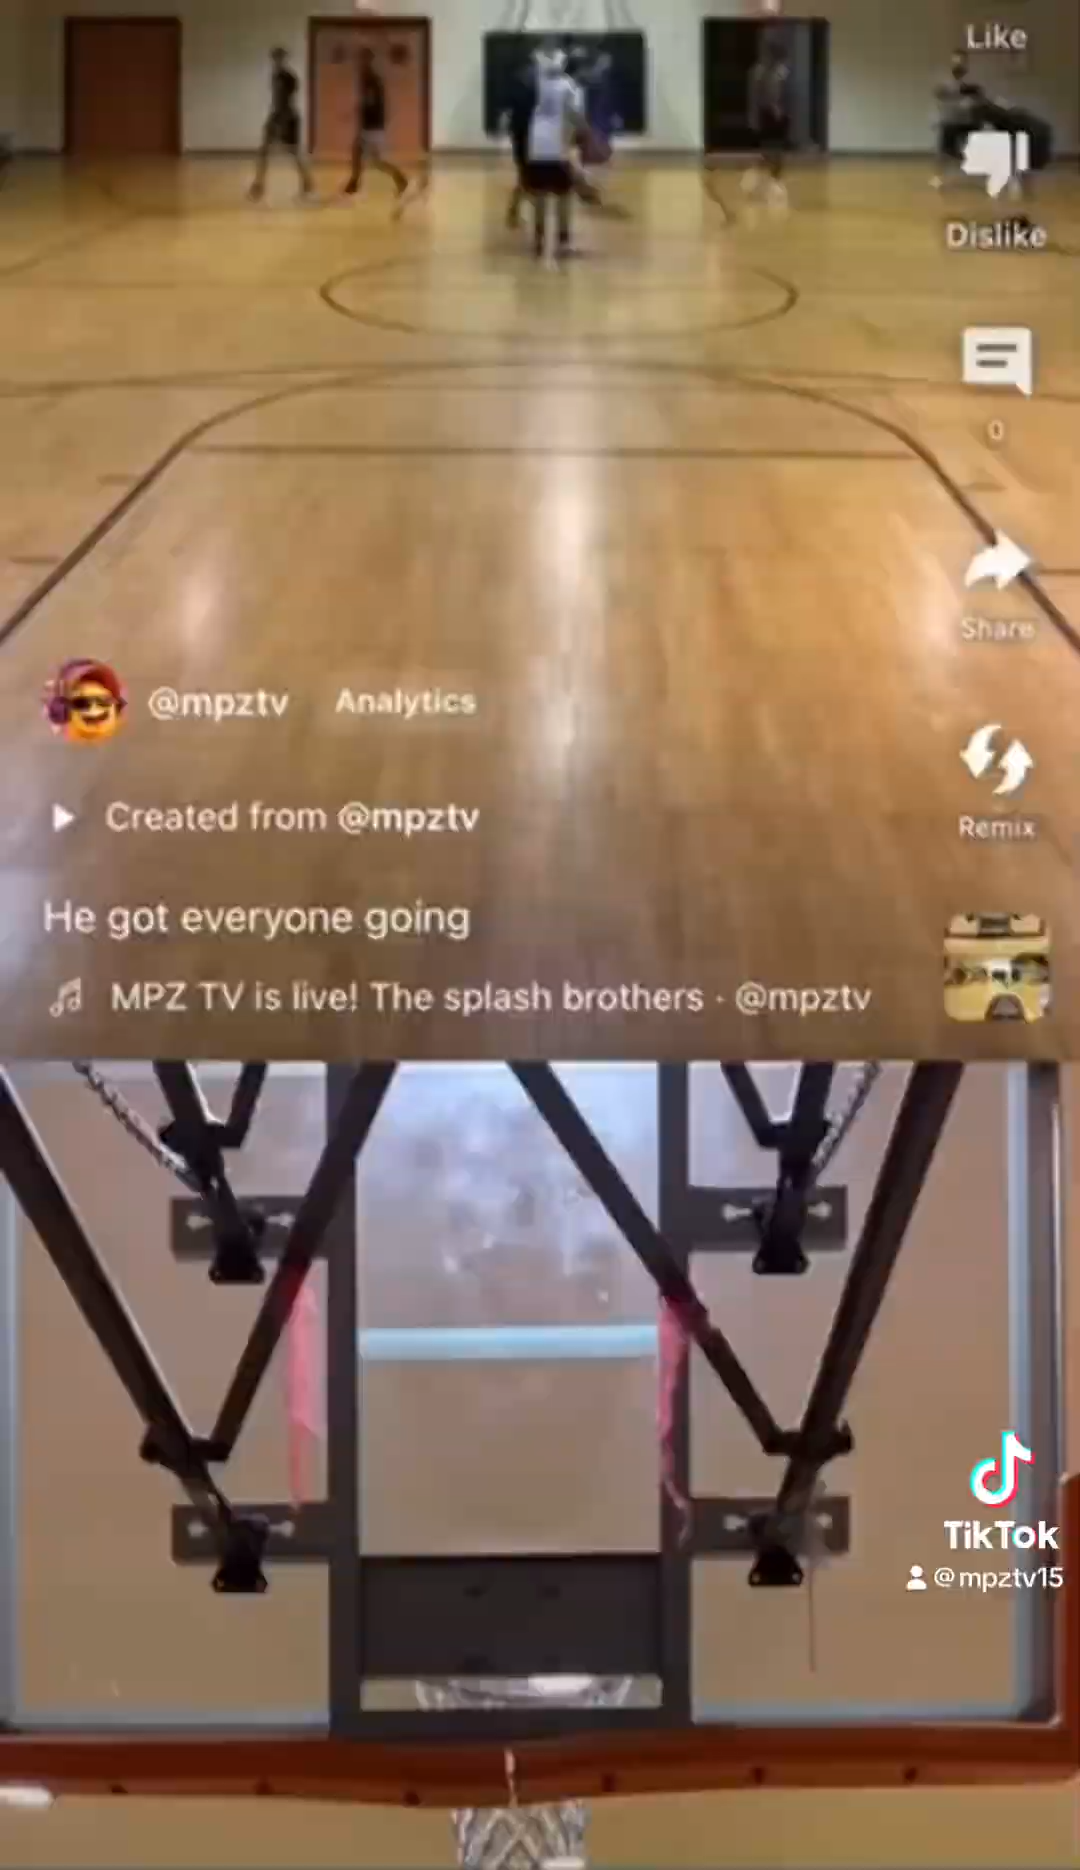 Like
Dislike
0
Share
@mpztv Analytics
Created from @mpztv
Remix
He got everyone going
MPZ TV is live! The splash brothers · @mpztv
TikTok
@mpztv15